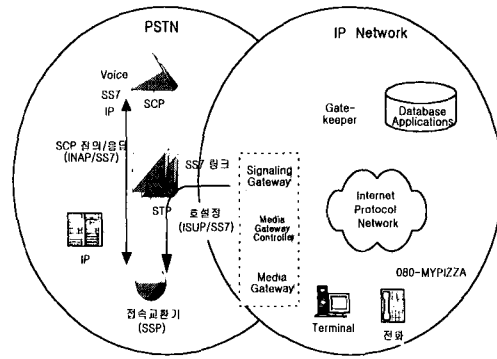 PSTN
IP Network
Voice
SS7
IP
SCP
SCP 질의/응답
(INAP/SS7)
SS7 링크
STP
호설정
(ISUP/SS7)
IP
접속교환기
(SSP)
Signaling
Gateway
Media
Gateway
Controller
Media
Gateway
Gate-
keeper
Database
Applications
Internet
Protocol
Network
080-MYPIZZA
Terminal
전화